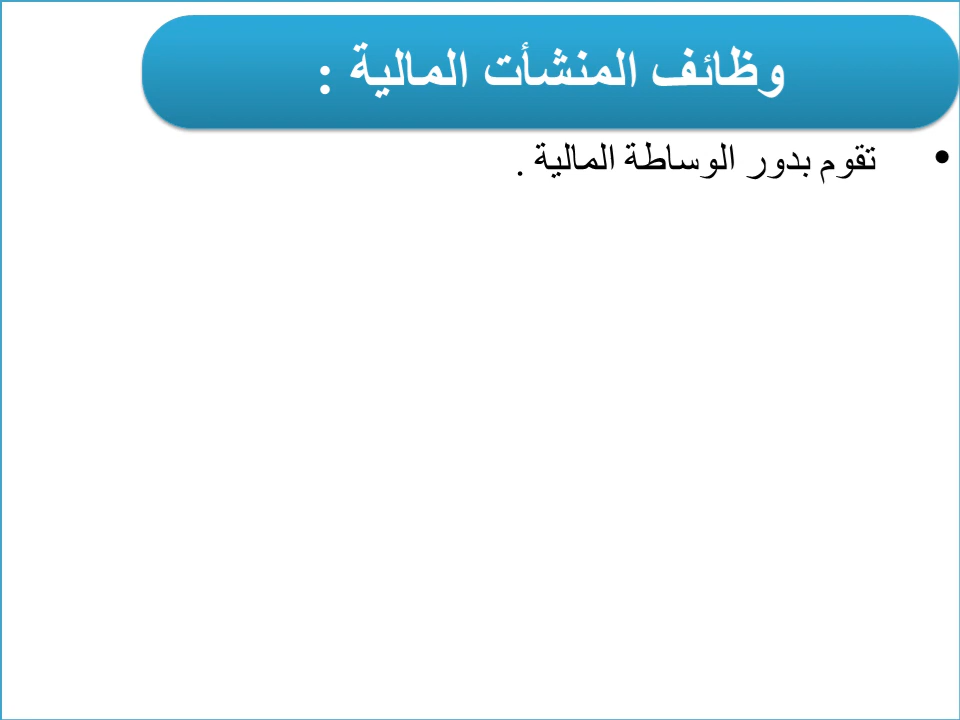 وظائف المنشأت المالية :
• تقوم بدور الوساطة المالية .